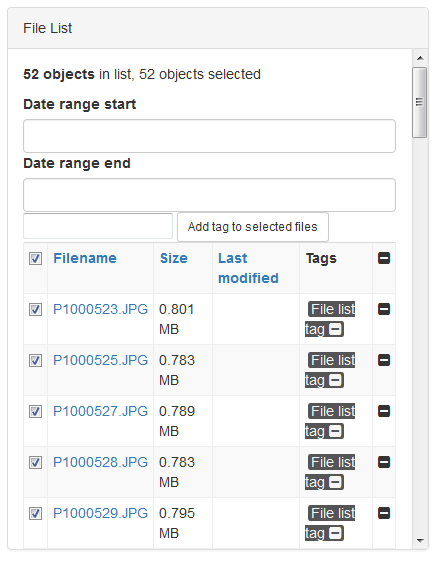 File List
52 objects in list, 52 objects selected
Date range start
Date range end
Add tag to selected files
Filename Size Last modified Tags
P1000523.JPG 0.801 MB File list tag
P1000525.JPG 0.783 MB File list tag
P1000527.JPG 0.789 MB File list tag
P1000528.JPG 0.783 MB File list tag
P1000529.JPG 0.795 MB File list tag